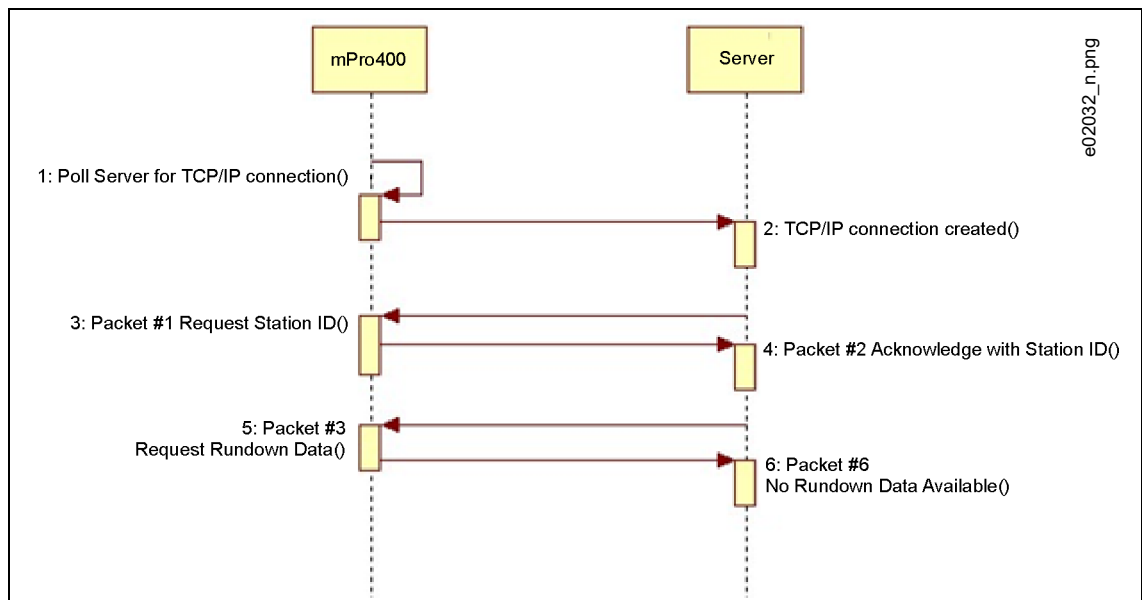 mPro400
Server
e02032_n.png
1: Poll Server for TCP/IP connection()
2: TCP/IP connection created()
3: Packet #1 Request Station ID()
4: Packet #2 Acknowledge with Station ID()
5: Packet #3
Request Rundown Data()
6: Packet #6
No Rundown Data Available()